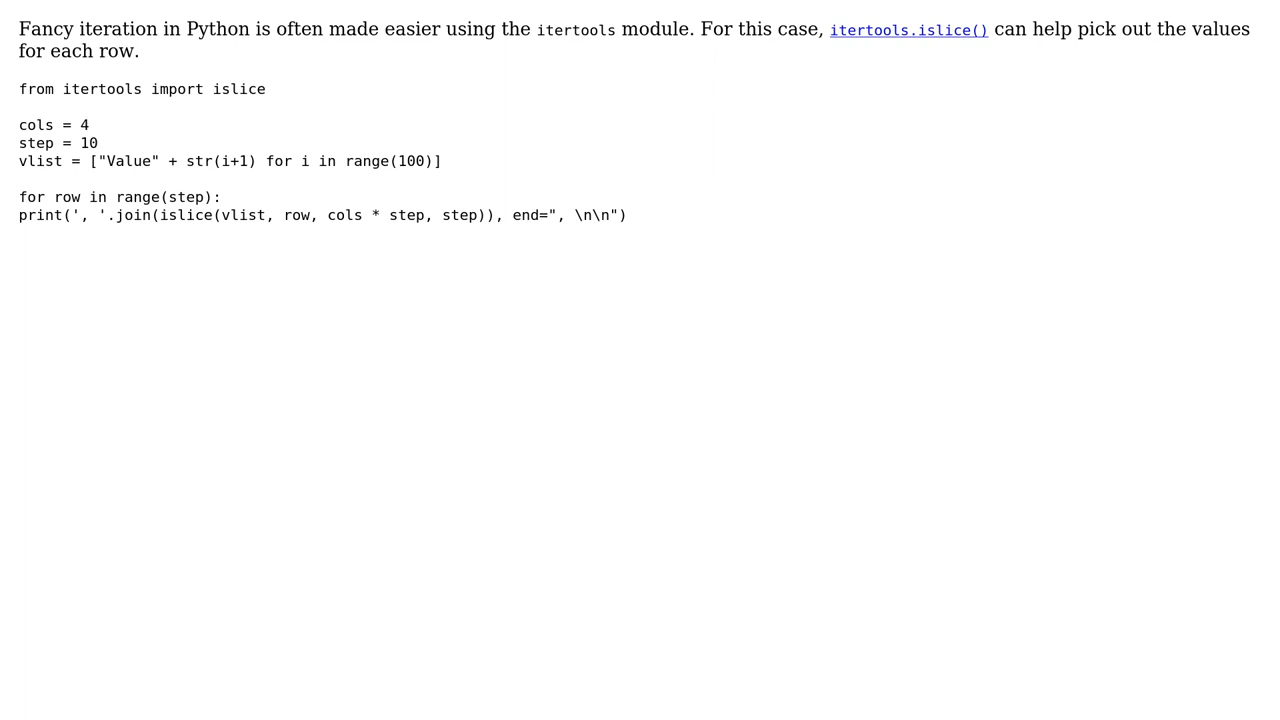 Fancy iteration in Python is often made easier using the itertools module. For this case, itertools.islice() can help pick out the values
for each row.
from itertools import islice
cols = 4
step = 10
vlist = ["Value" + str(i+1) for i in range(100)]
for row in range(step):
print(', '.join(islice(vlist, row, cols * step, step)), end=", \n\n")